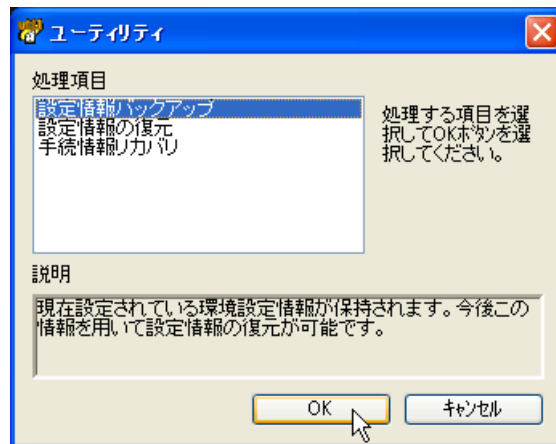 ユーティリティ
処理項目
設定情報バックアップ
設定情報の復元
手続情報リカバリ
処理する項目を選
択してOKボタンを選
択してください。
説明
現在設定されている環境設定情報が保持されます。今後この
情報を用いて設定情報の復元が可能です。
OK
キャンセル